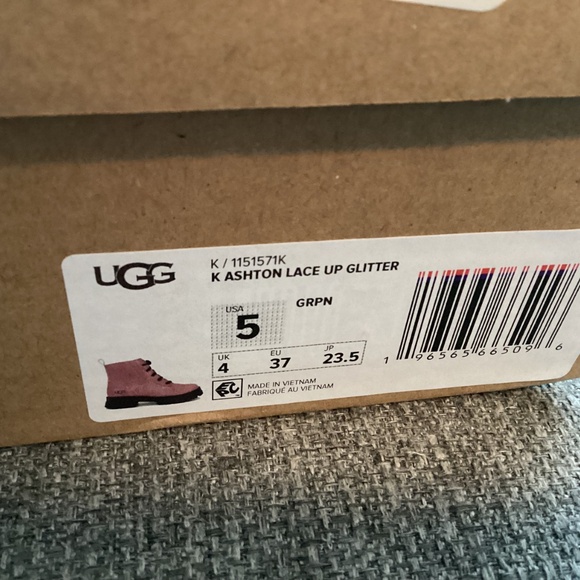 UGG
K / 1151571K
K ASHTON LACE UP GLITTER
GRPN
USA
5
UK EU JP
4 37 23.5
MADE IN VIETNAM
FABRIQUÉ AU VIETNAM
1 96565 66509 6